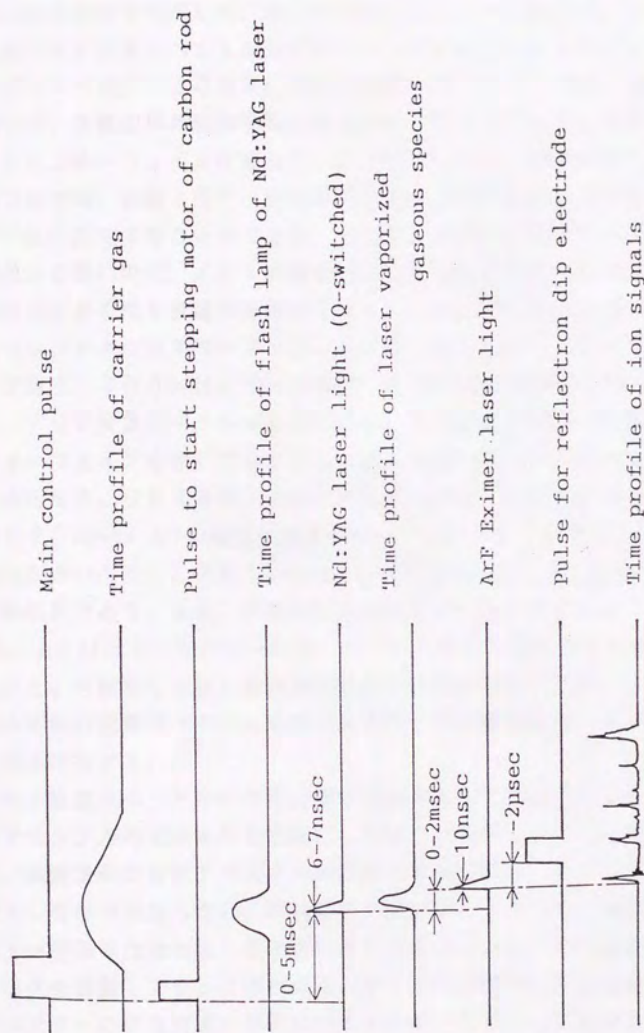 Main control pulse
Time profile of carrier gas
Pulse to start stepping motor of carbon rod
Time profile of flash lamp of Nd:YAG laser
0-5msec
6-7nsec
Nd:YAG laser light (Q-switched)
Time profile of laser vaporized
gaseous species
0-2msec
10nsec
ArF Eximer laser light
-2μsec
Pulse for reflectron dip electrode
Time profile of ion signals